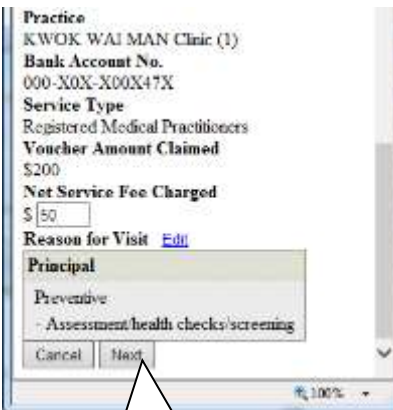 Practice
KWOK WAI MAN Clinic (1)
Bank Account No.
000-X0X-X00X47X
Service Type
Registered Medical Practitioners
Voucher Amount Claimed
$200
Net Service Fee Charged
$ 50
Reason for Visit Edit
Principal
Preventive
- Assessment/health checks/screening
Cancel Next
100%